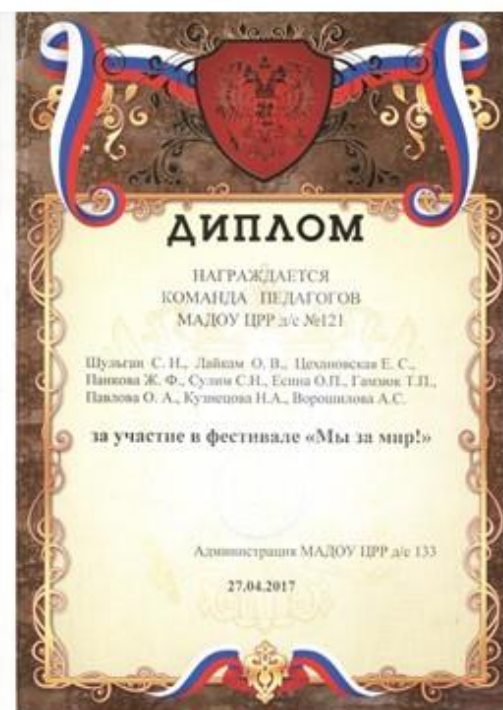 ДИПЛОМ
НАГРАЖДАЕТСЯ
КОМАНДА ПЕДАГОГОВ
МАДОУ ЦРР д/с №121
Шульган С. Н., Лайкам О. В., Цехановская Е. С.,
Панкова Ж. Ф., Сулим С.Н., Есина О.П., Гамзюк Т.П.,
Павлова О. А., Кузнецова Н.А., Ворошилова А.С.
за участие в фестивале «Мы за мир!»
Администрация МАДОУ ЦРР д/с 133
27.04.2017